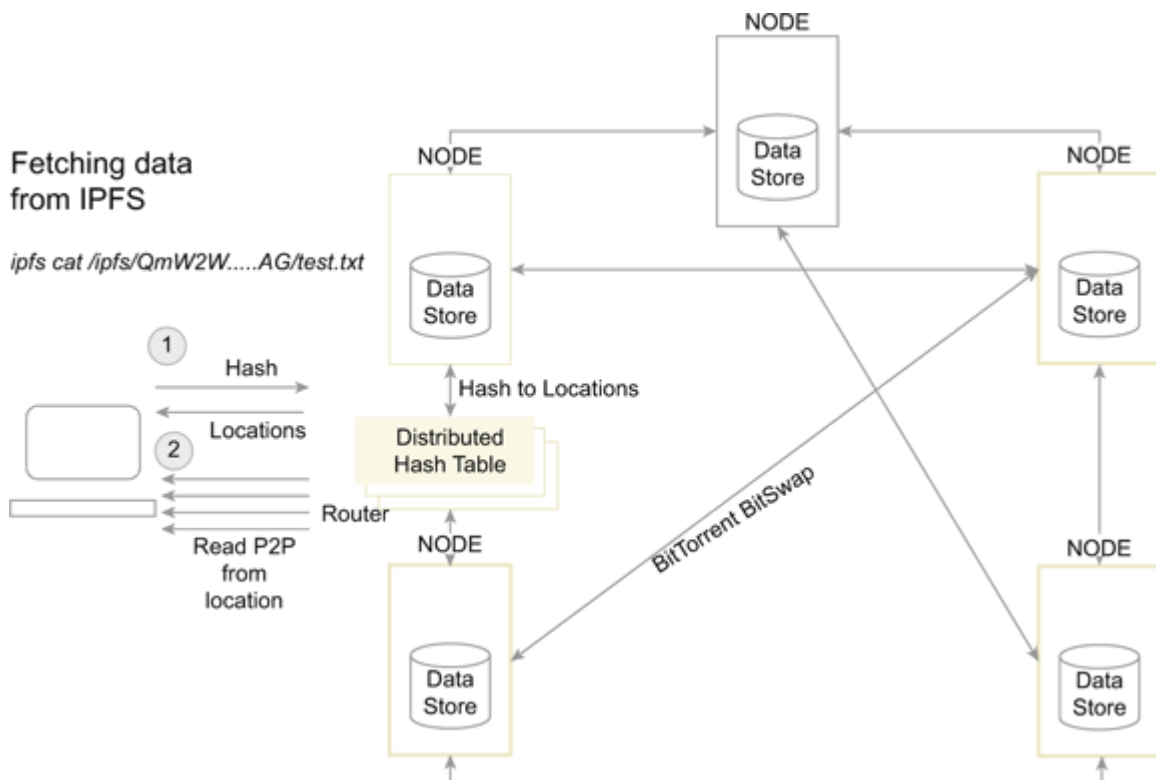 NODE
Data
Store
NODE
NODE
Fetching data
from IPFS
ipfs cat /ipfs/QmW2W.....AG/test.txt
Data
Store
Data
Store
1
Hash
Hash to Locations
Locations
Distributed
Hash Table
2
Router
Read P2P
from
location
BitTorrent BitSwap
NODE
NODE
Data
Store
Data
Store